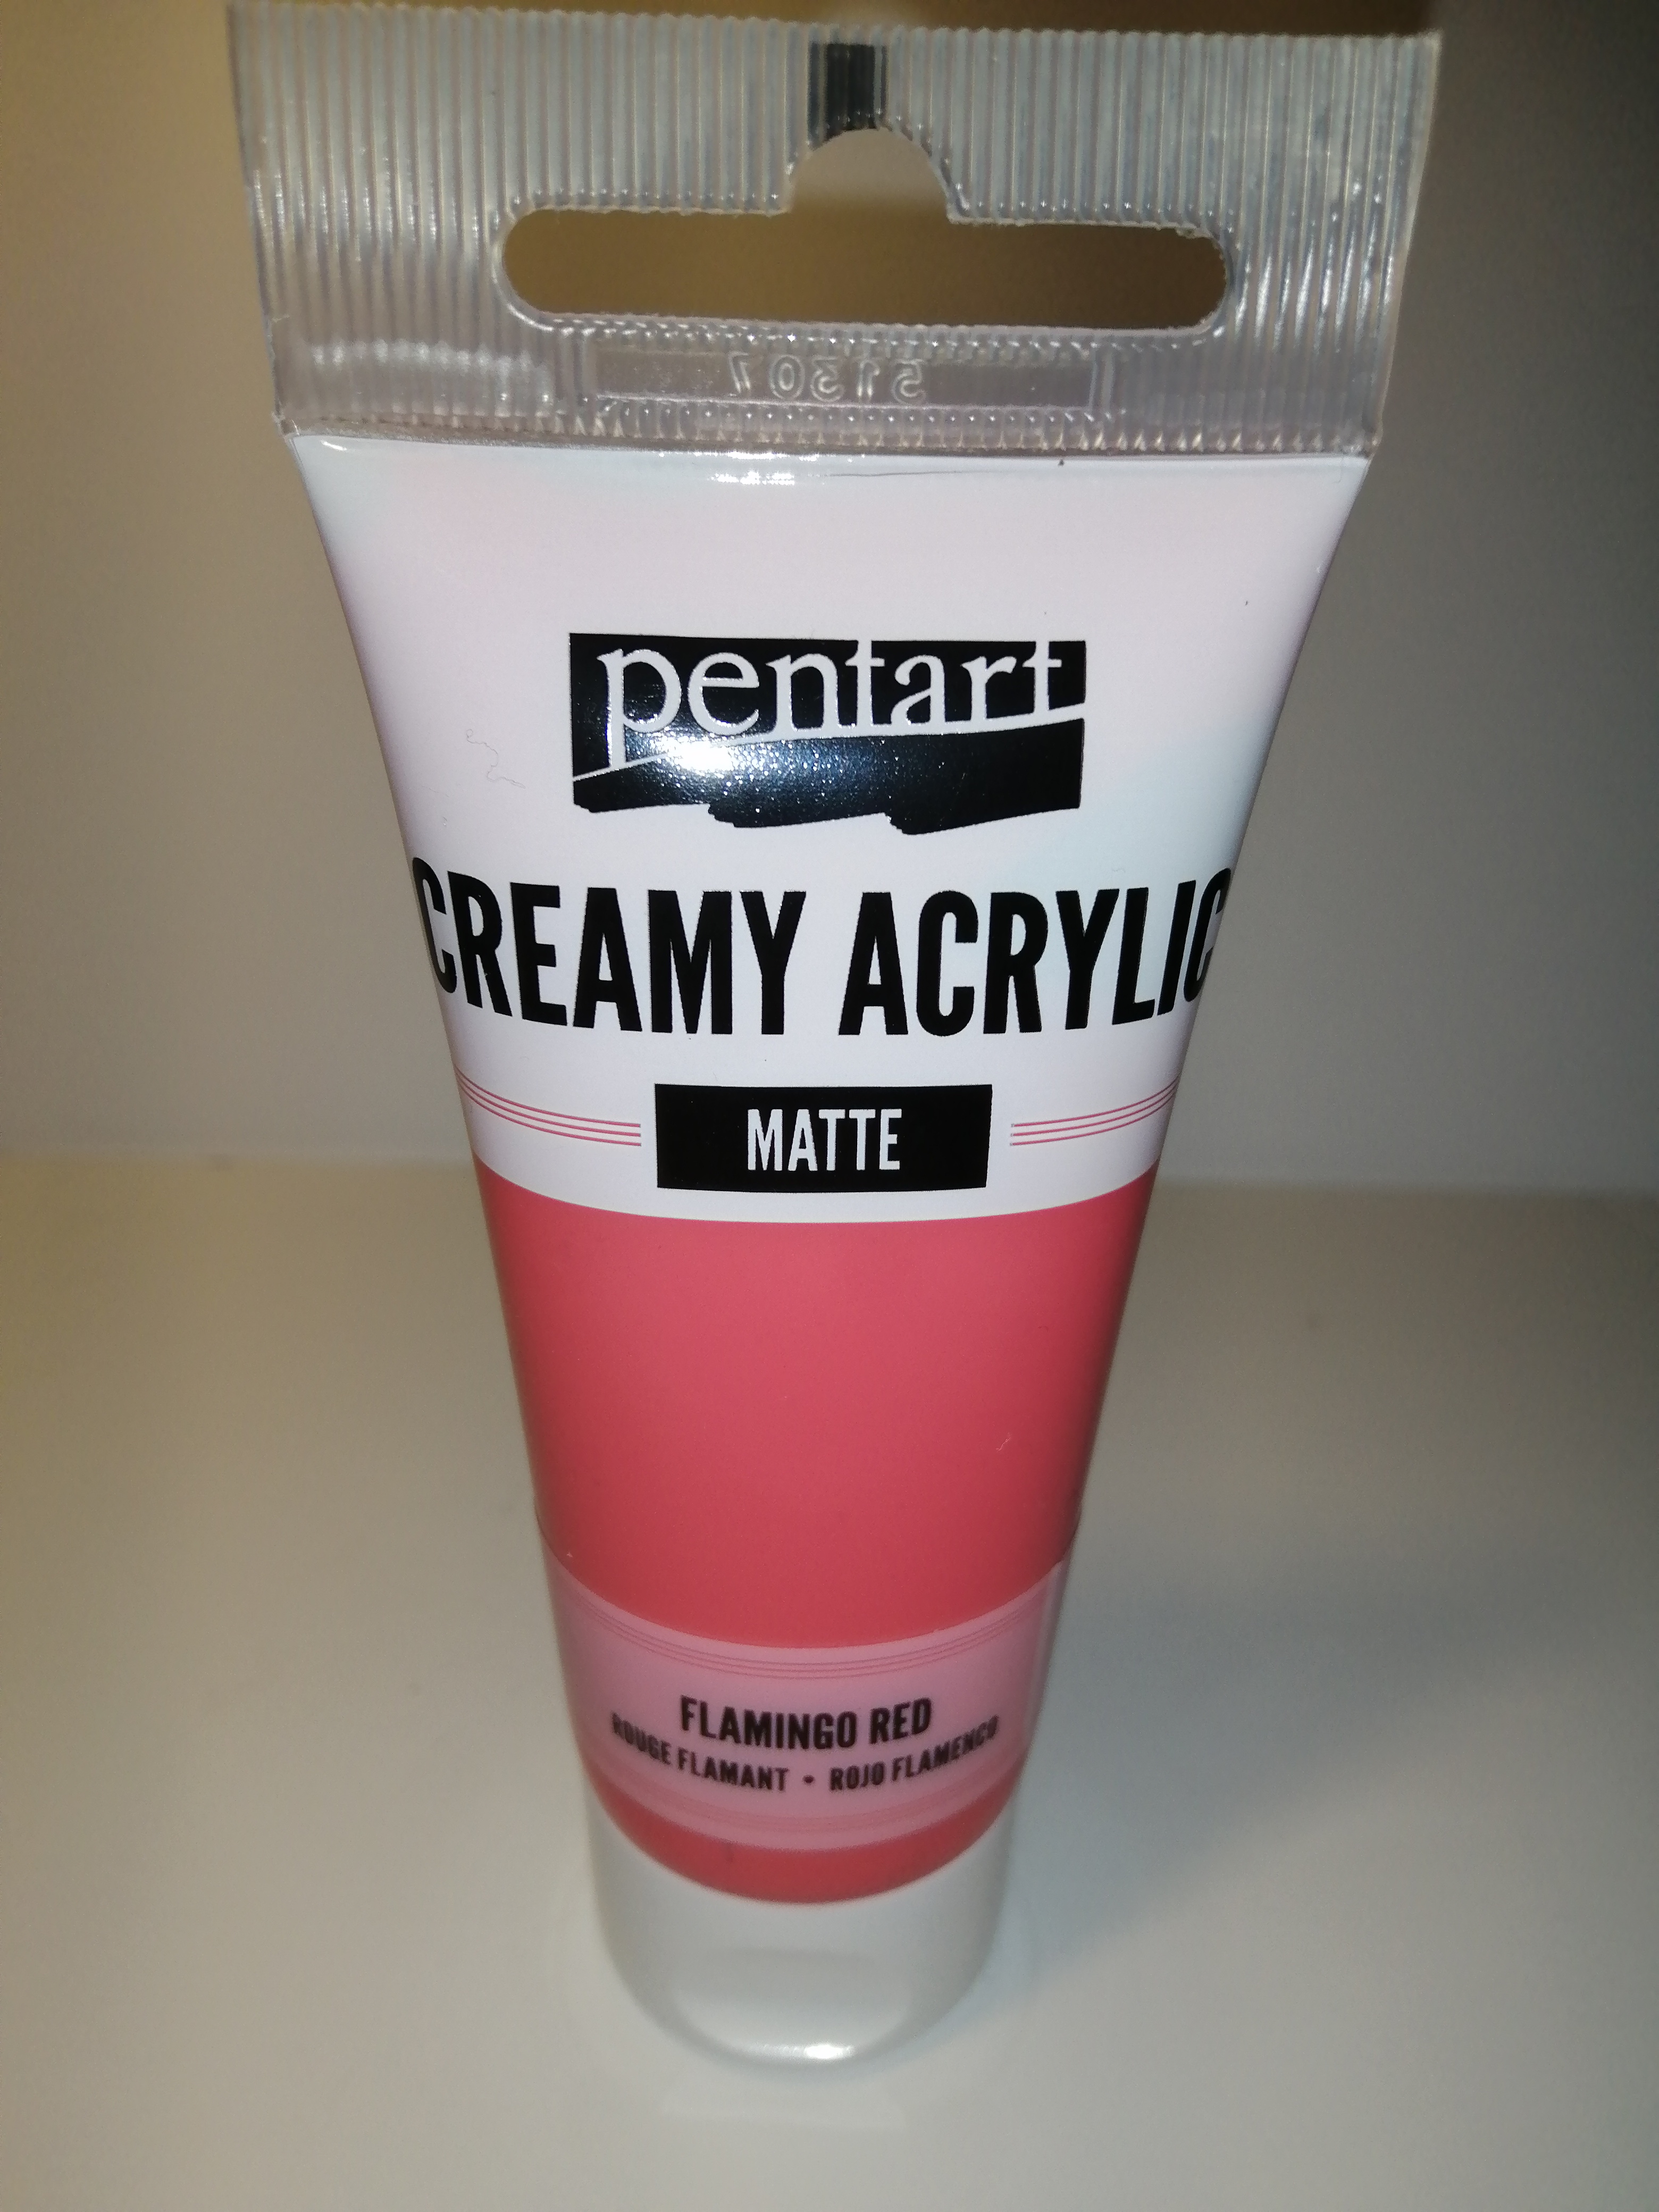 51307
pentart
CREAMY ACRYLIC
MATTE
FLAMINGO RED
ROUGE FLAMANT • ROJO FLAMENCO